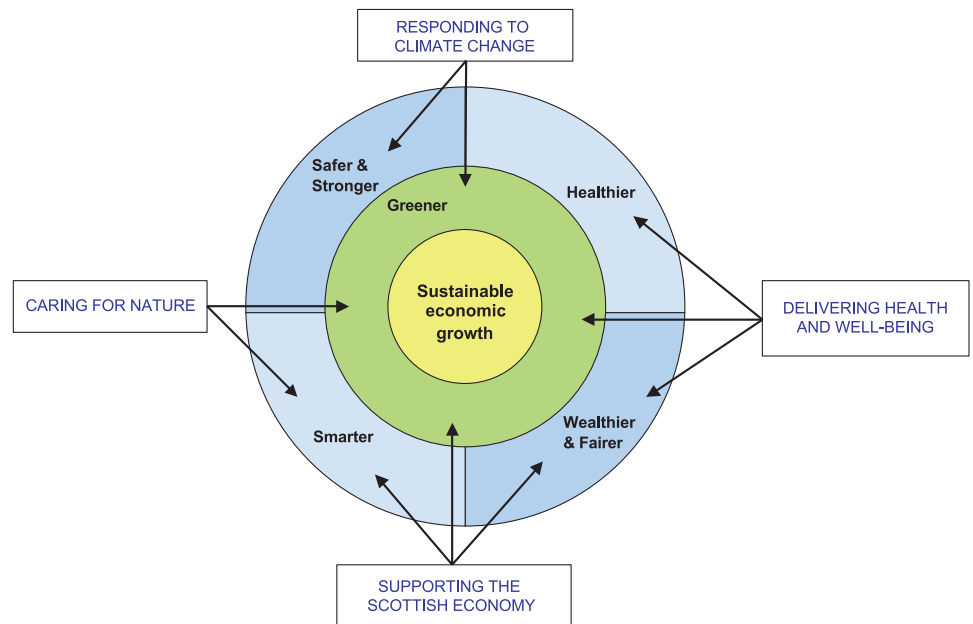 RESPONDING TO
CLIMATE CHANGE
Safer &
Stronger
Healthier
Greener
CARING FOR NATURE
Sustainable
economic
growth
DELIVERING HEALTH
AND WELL-BEING
Smarter
Wealthier
& Fairer
SUPPORTING THE
SCOTTISH ECONOMY